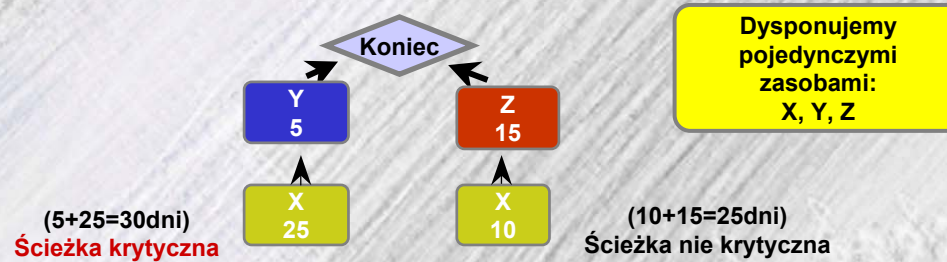 Koniec
Dysponujemy
pojedynczymi
zasobami:
X, Y, Z
Y
5
Z
15
X
25
X
10
(5+25=30dni)
Ścieżka krytyczna
(10+15=25dni)
Ścieżka nie krytyczna